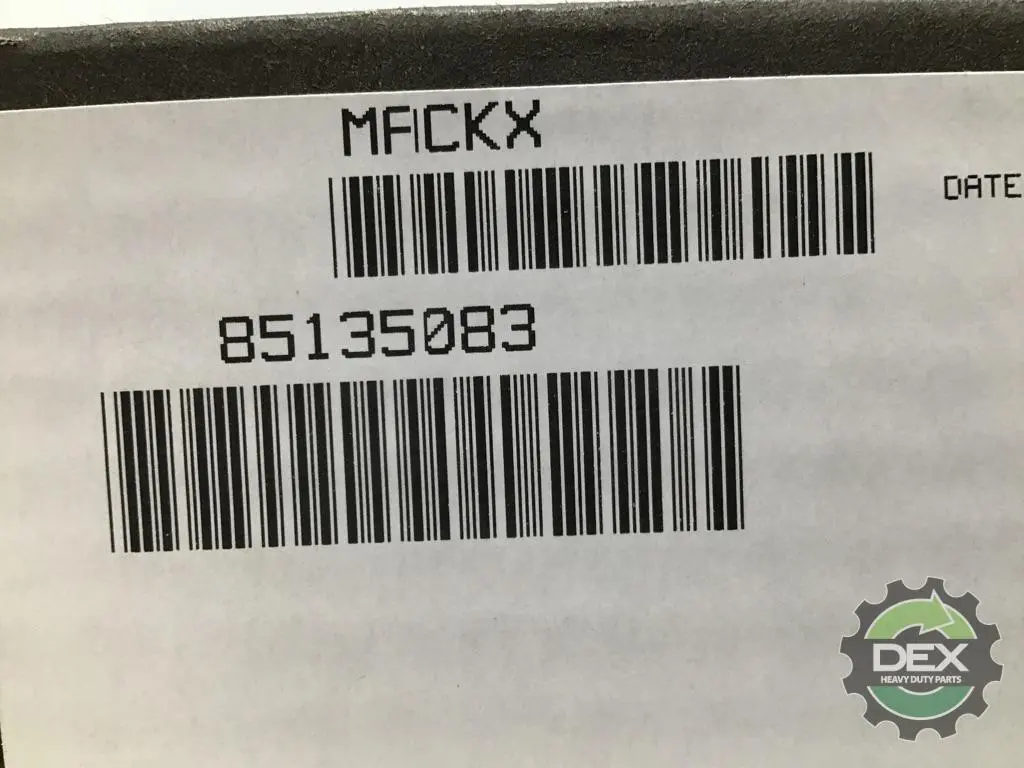 MACKX
DATE
85135083
DEX
HEAVY DUTY PARTS